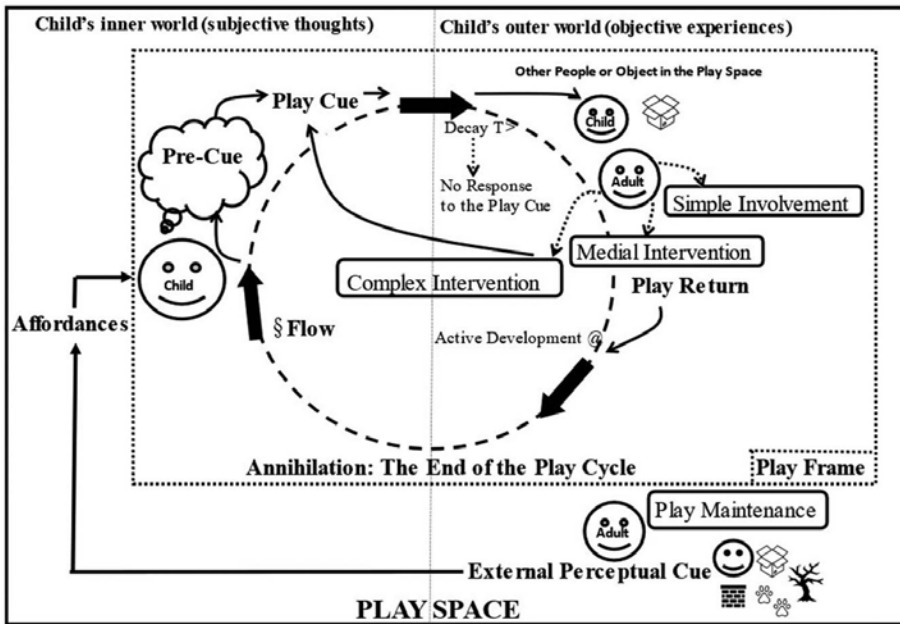 Child's inner world (subjective thoughts)
Child's outer world (objective experiences)
Other People or Object in the Play Space
Play Cue
Child
Decay T>
Pre-Cue
No Response
to the Play Cue
Adult
Simple Involvement
Medial Intervention
Complex Intervention
Child
Play Return
Affordances
§ Flow
Active Development @
Annihilation: The End of the Play Cycle
Play Frame
Play Maintenance
Adult
External Perceptual Cue
PLAY SPACE